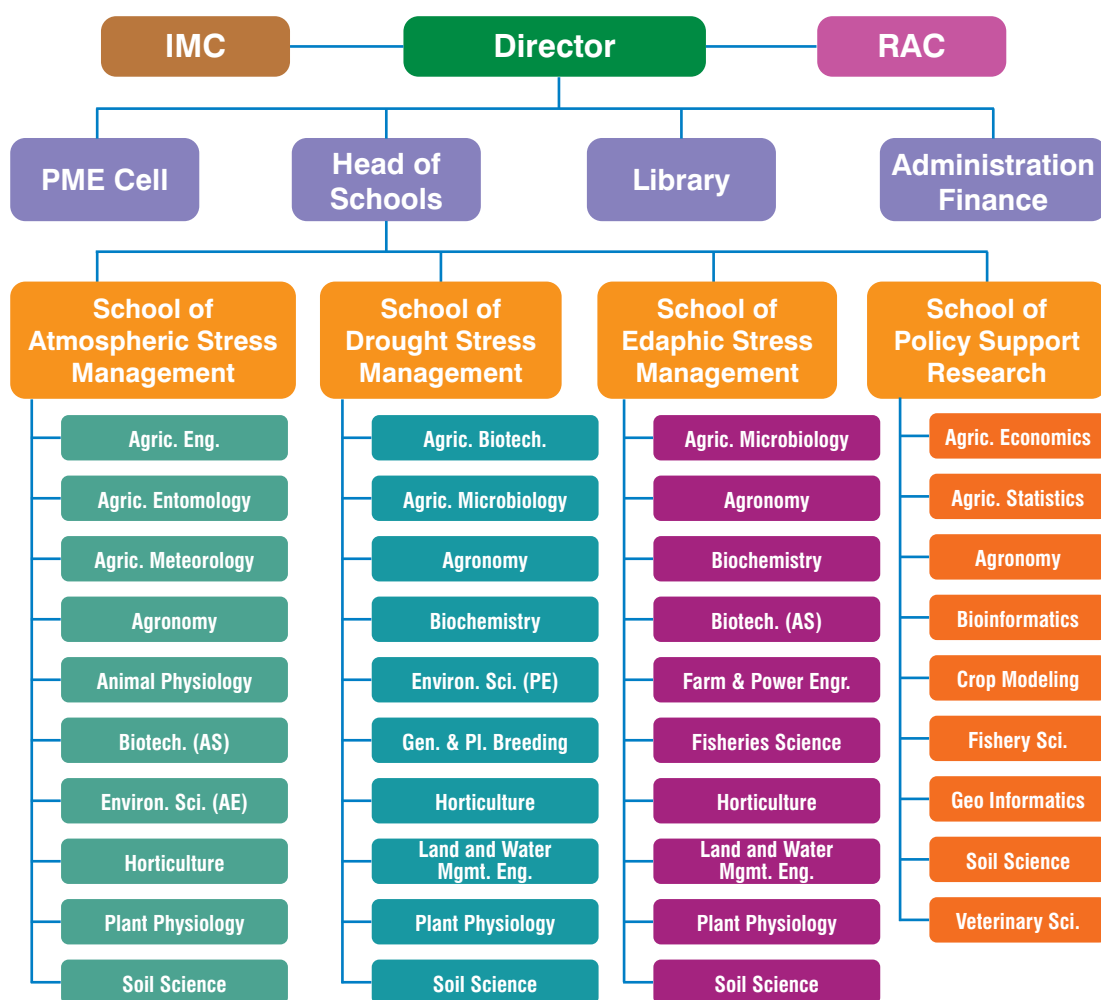 IMC
Director
RAC
PME Cell
Head of
Schools
Library
Administration
Finance
School of
Atmospheric Stress
Management
Agric. Eng.
Agric. Entomology
Agric. Meteorology
Agronomy
Animal Physiology
Biotech. (AS)
Environ. Sci. (AE)
Horticulture
Plant Physiology
Soil Science
School of
Drought Stress
Management
Agric. Biotech.
Agric. Microbiology
Agronomy
Biochemistry
Environ. Sci. (PE)
Gen. & Pl. Breeding
Horticulture
Land and Water
Mgmt. Eng.
Plant Physiology
Soil Science
School of
Edaphic Stress
Management
Agric. Microbiology
Agronomy
Biochemistry
Biotech. (AS)
Farm & Power Engr.
Fisheries Science
Horticulture
Land and Water
Mgmt. Eng.
Plant Physiology
Soil Science
School of
Policy Support
Research
Agric. Economics
Agric. Statistics
Agronomy
Bioinformatics
Crop Modeling
Fishery Sci.
Geo Informatics
Soil Science
Veterinary Sci.